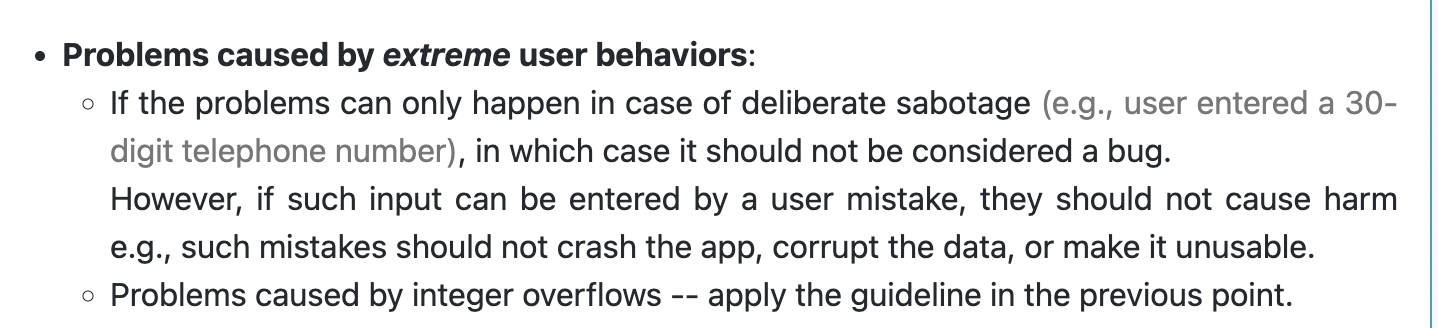 • Problems caused by extreme user behaviors:
○ If the problems can only happen in case of deliberate sabotage (e.g., user entered a 30-
digit telephone number), in which case it should not be considered a bug.
However, if such input can be entered by a user mistake, they should not cause harm
e.g., such mistakes should not crash the app, corrupt the data, or make it unusable.
○ Problems caused by integer overflows -- apply the guideline in the previous point.